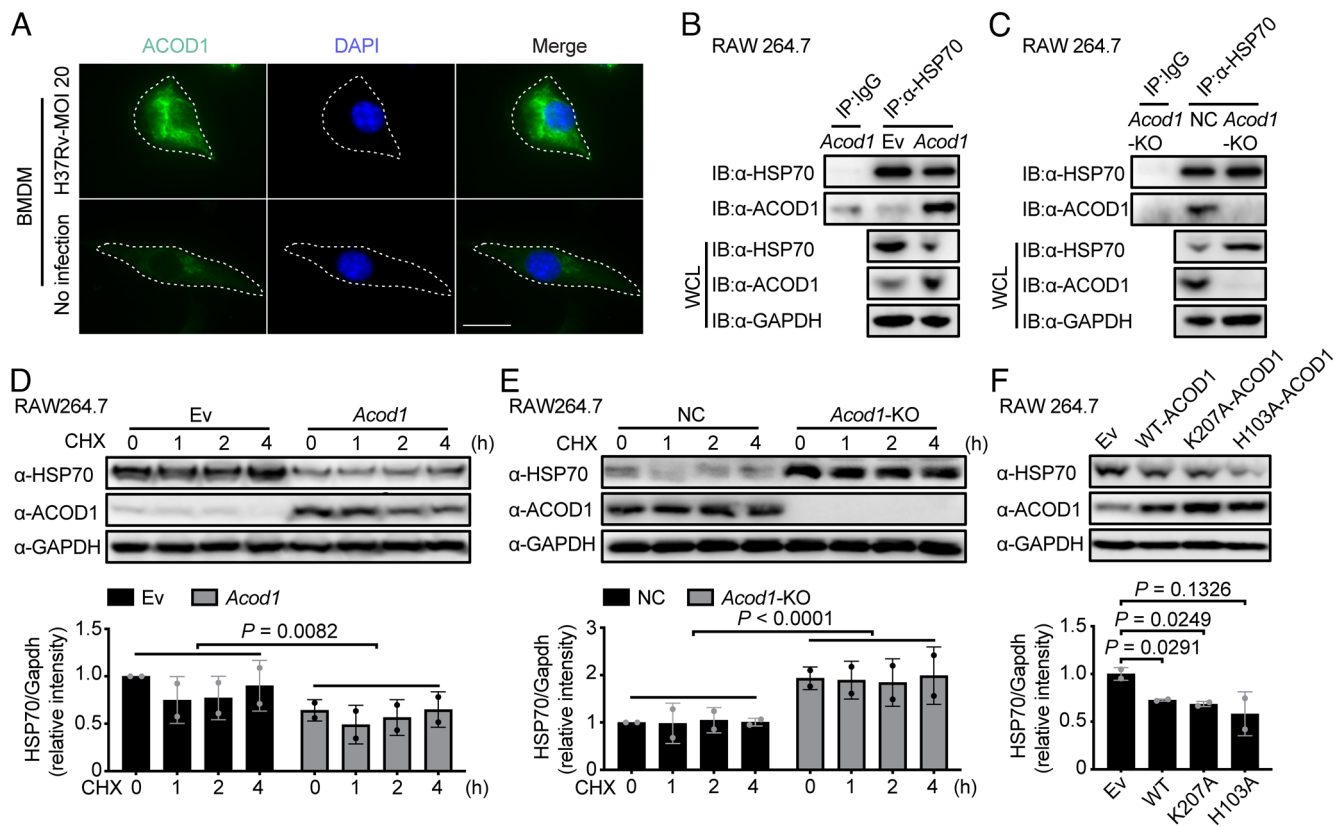 A
ACOD1 DAPI Merge
BMDM
H37Rv-MOI 20
No infection
B
RAW 264.7
IP:IgG
IP:α-HSP70
Acod1 Ev Acod1
IB:α-HSP70
IB:α-ACOD1
WCL
IB:α-HSP70
IB:α-ACOD1
IB:α-GAPDH
C
RAW 264.7
IP:IgG
IP:α-HSP70
Acod1 NC Acod1
-KO -KO
IB:α-HSP70
IB:α-ACOD1
WCL
IB:α-HSP70
IB:α-ACOD1
IB:α-GAPDH
D
RAW264.7
Ev Acod1
CHX 0 1 2 4 0 1 2 4 (h)
α-HSP70
α-ACOD1
α-GAPDH
Ev Acod1
P = 0.0082
HSP70/Gapdh
(relative intensity)
1.5
1.0
0.5
0
CHX 0 1 2 4 0 1 2 4 (h)
E
RAW264.7
NC Acod1-KO
CHX 0 1 2 4 0 1 2 4 (h)
α-HSP70
α-ACOD1
α-GAPDH
NC Acod1-KO
P < 0.0001
HSP70/Gapdh
(relative intensity)
3
2
1
0
CHX 0 1 2 4 0 1 2 4 (h)
F
RAW 264.7
Ev
WT-ACOD1
K207A-ACOD1
H103A-ACOD1
α-HSP70
α-ACOD1
α-GAPDH
P = 0.1326
P = 0.0249
P = 0.0291
HSP70/Gapdh
(relative intensity)
1.5
1.0
0.5
0
Ev
WT
K207A
H103A